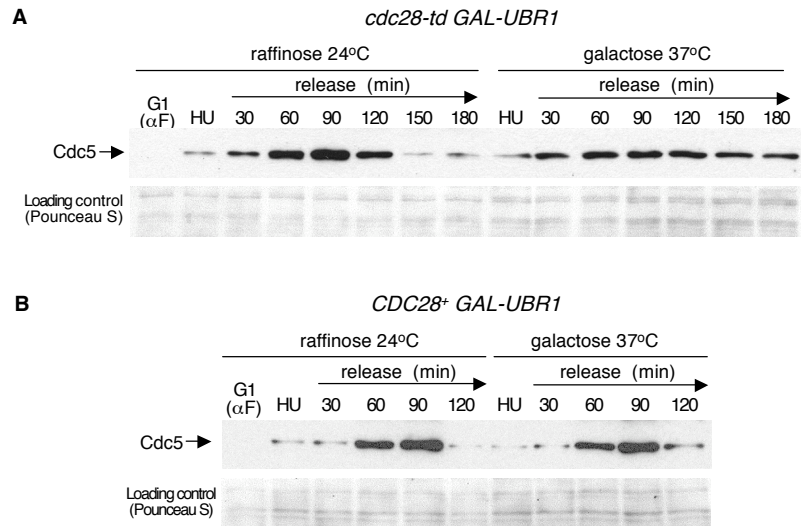 A
cdc28-td GAL-UBR1
raffinose 24ºC galactose 37ºC
release (min) release (min)
G1
(αF) HU 30 60 90 120 150 180 HU 30 60 90 120 150 180
Cdc5
Loading control
(Pounceau S)
B
CDC28⁺ GAL-UBR1
raffinose 24ºC galactose 37ºC
release (min) release (min)
G1
(αF) HU 30 60 90 120 HU 30 60 90 120
Cdc5
Loading control
(Pounceau S)